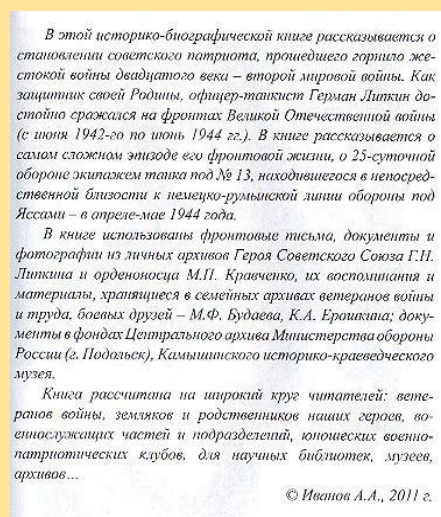 В этой историко-биографической книге рассказывается о
становлении советского патриота, прошедшего горнило же-
стокой войны двадцатого века – второй мировой войны. Как
защитник своей Родины, офицер-танкист Герман Липкин до-
стойно сражался на фронтах Великой Отечественной войны
(с июня 1942-го по июнь 1944 гг.). В книге рассказывается о
самом сложном эпизоде его фронтовой жизни, о 25-суточной
обороне экипажем танка под № 13, находившегося в непосред-
ственной близости к немецко-румынской линии обороны под
Яссами – в апреле-мае 1944 года.
В книге использованы фронтовые письма, документы и
фотографии из личных архивов Героя Советского Союза Г.Н.
Липкина и орденоносца М.П. Кравченко, их воспоминания и
материалы, хранящиеся в семейных архивах ветеранов войны
и труда, боевых друзей – М.Ф. Будаева, К.А. Ерошкина; доку-
менты в фондах Центрального архива Министерства обороны
России (г. Подольск), Камышинского историко-краеведческого
музея.
Книга рассчитана на широкий круг читателей: вете-
ранов войны, земляков и родственников наших героев, во-
еннослужащих частей и подразделений, юношеских военно-
патриотических клубов, для научных библиотек, музеев,
архивов…
© Иванов А.А., 2011 г.